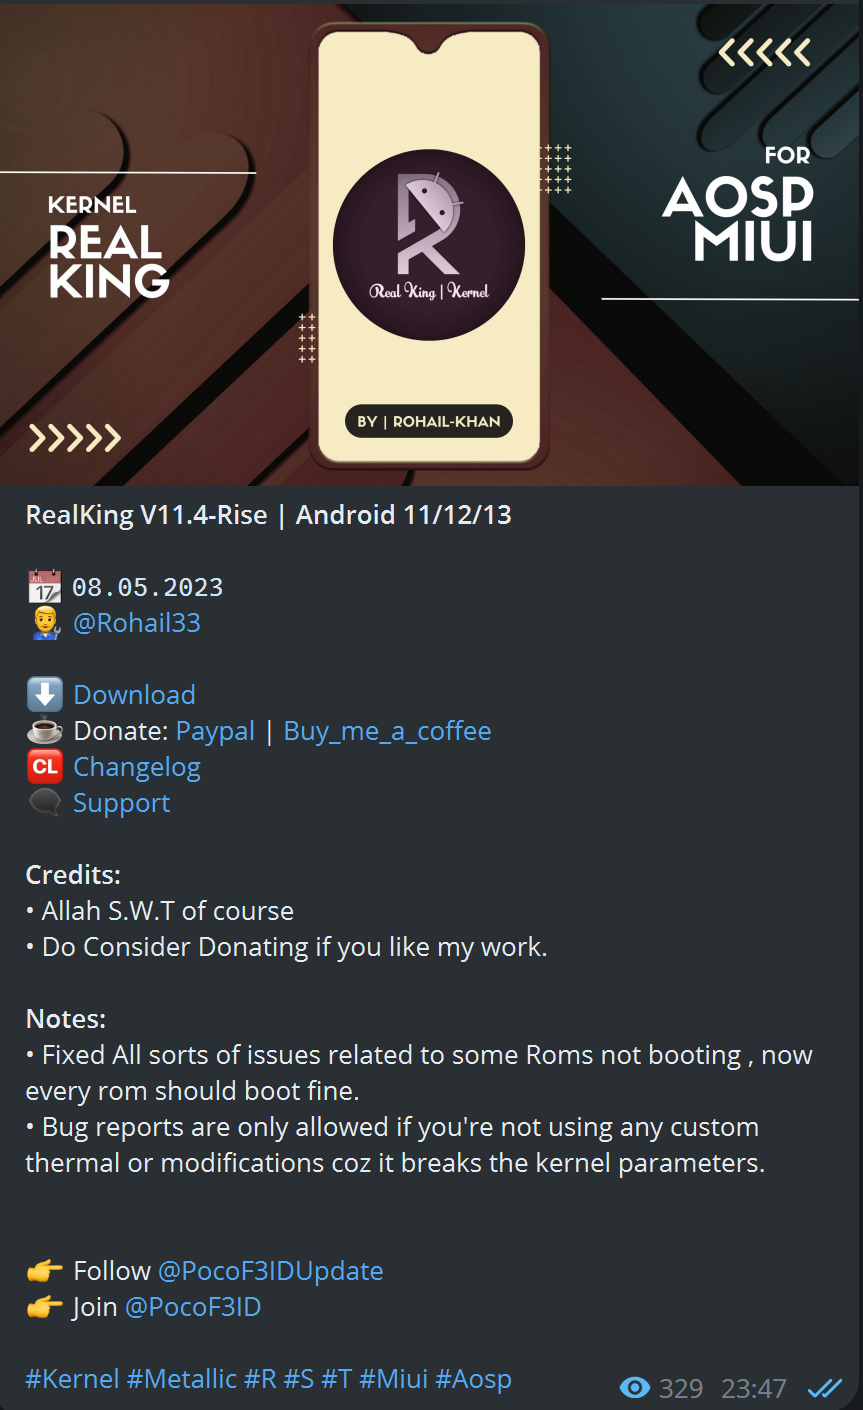 KERNEL
REAL
KING
FOR
AOSP
MIUI
R
Real King | Kernel
BY | ROHAIL-KHAN
RealKing V11.4-Rise | Android 11/12/13
JUL
17
08.05.2023
@Rohail33
Download
Donate: Paypal | Buy_me_a_coffee
CL Changelog
Support
Credits:
• Allah S.W.T of course
• Do Consider Donating if you like my work.
Notes:
• Fixed All sorts of issues related to some Roms not booting , now
every rom should boot fine.
• Bug reports are only allowed if you're not using any custom
thermal or modifications coz it breaks the kernel parameters.
Follow @PocoF3IDUpdate
Join @PocoF3ID
#Kernel #Metallic #R #S #T #Miui #Aosp
329 23:47